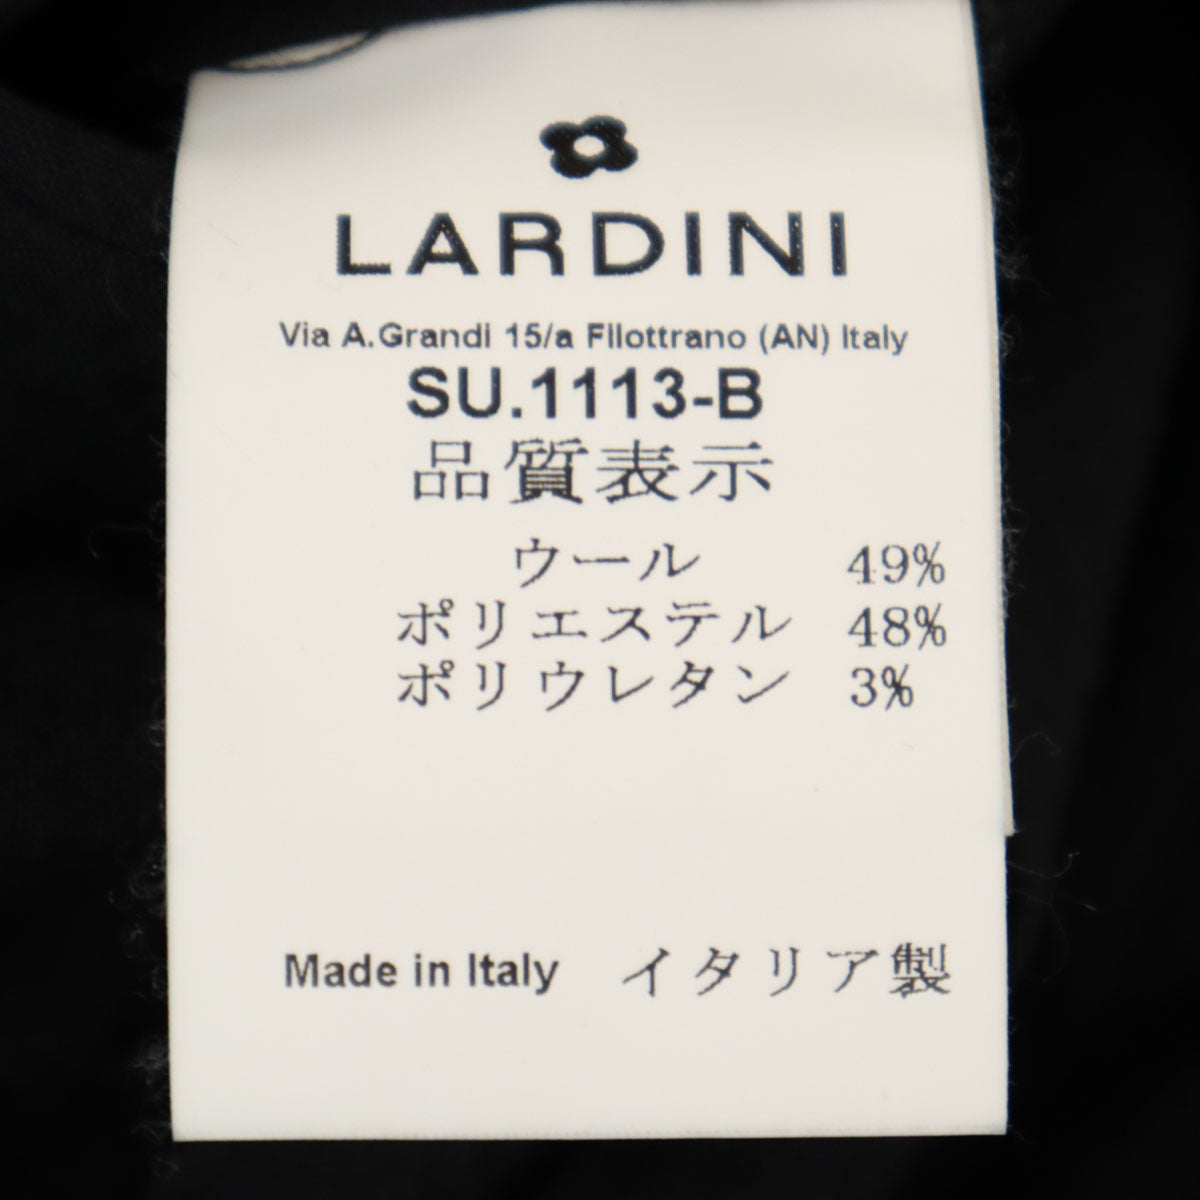 LARDINI
Via A.Grandi 15/a Filottrano (AN) Italy
SU.1113-B
品質表示
ウール 49%
ポリエステル 48%
ポリウレタン 3%
Made in Italy イタリア製